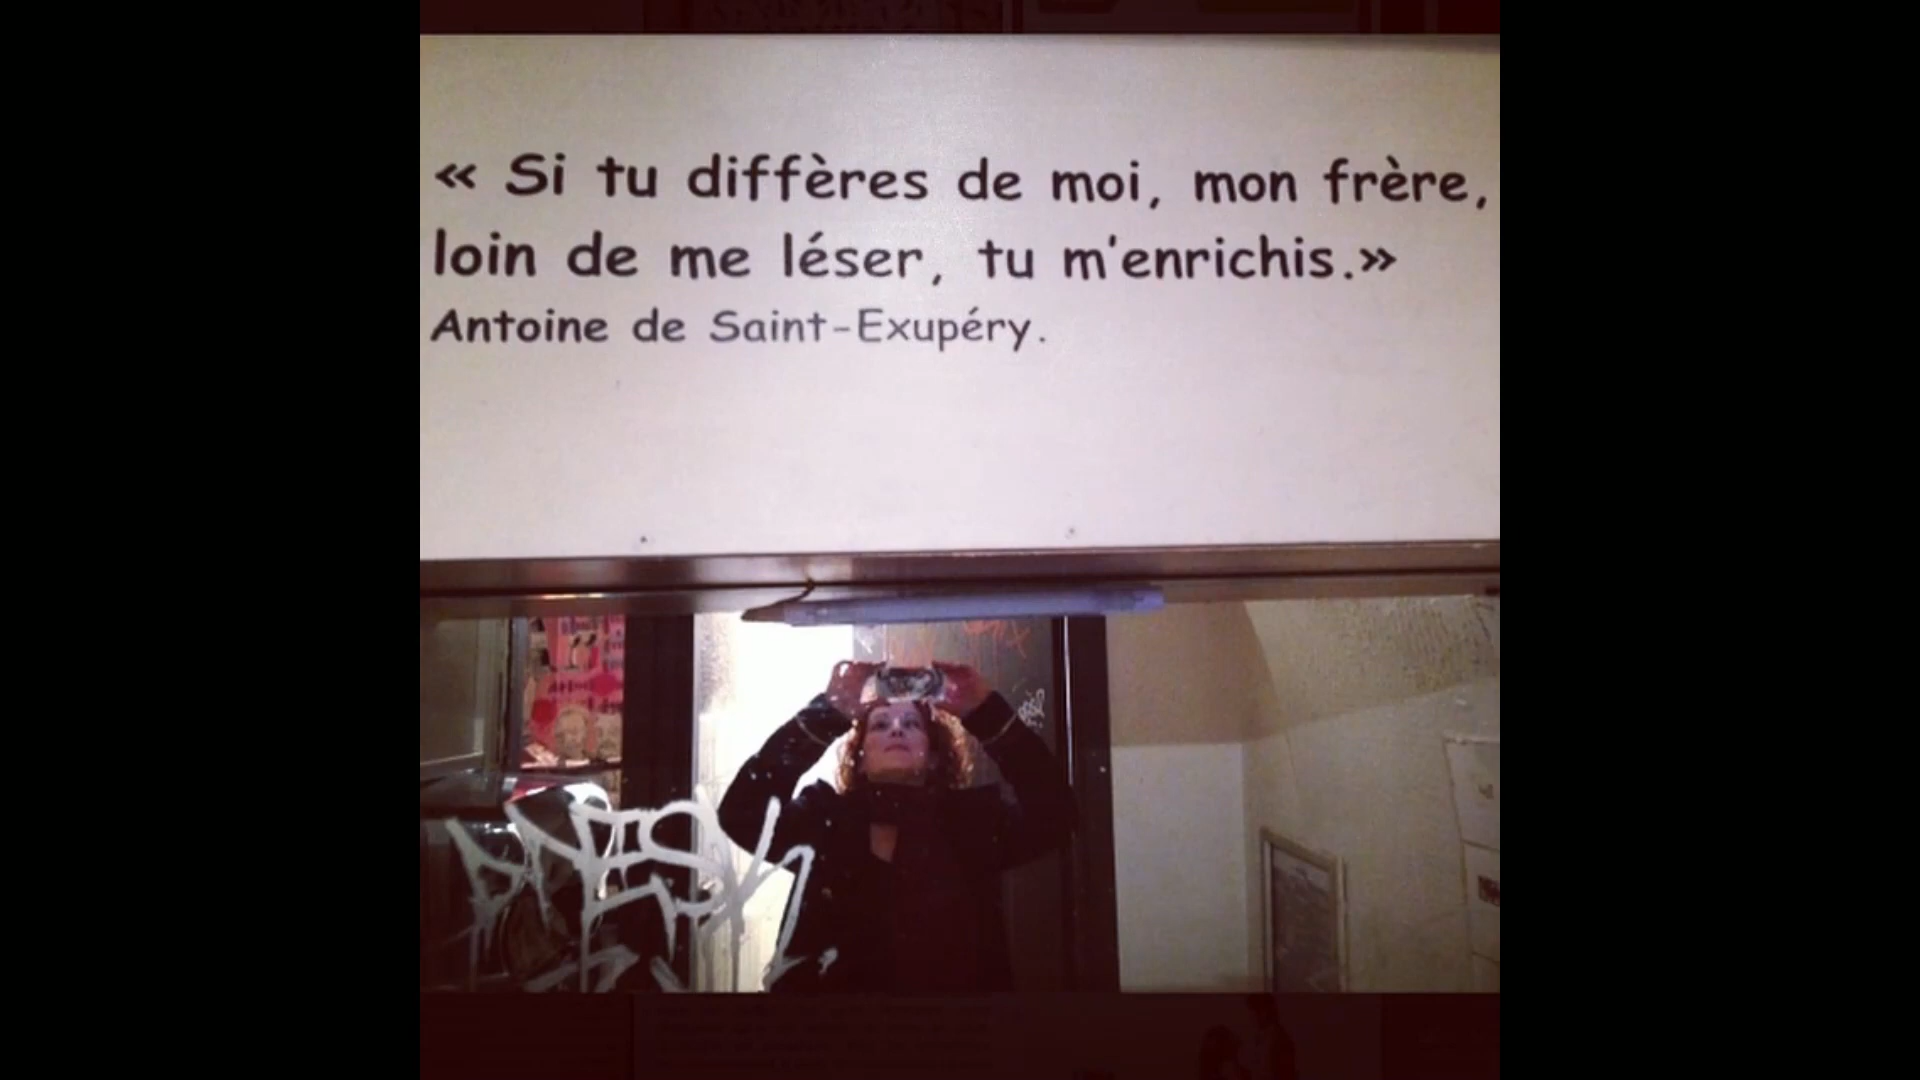 « Si tu diffères de moi, mon frère,
loin de me léser, tu m'enrichis.»
Antoine de Saint-Exupéry.